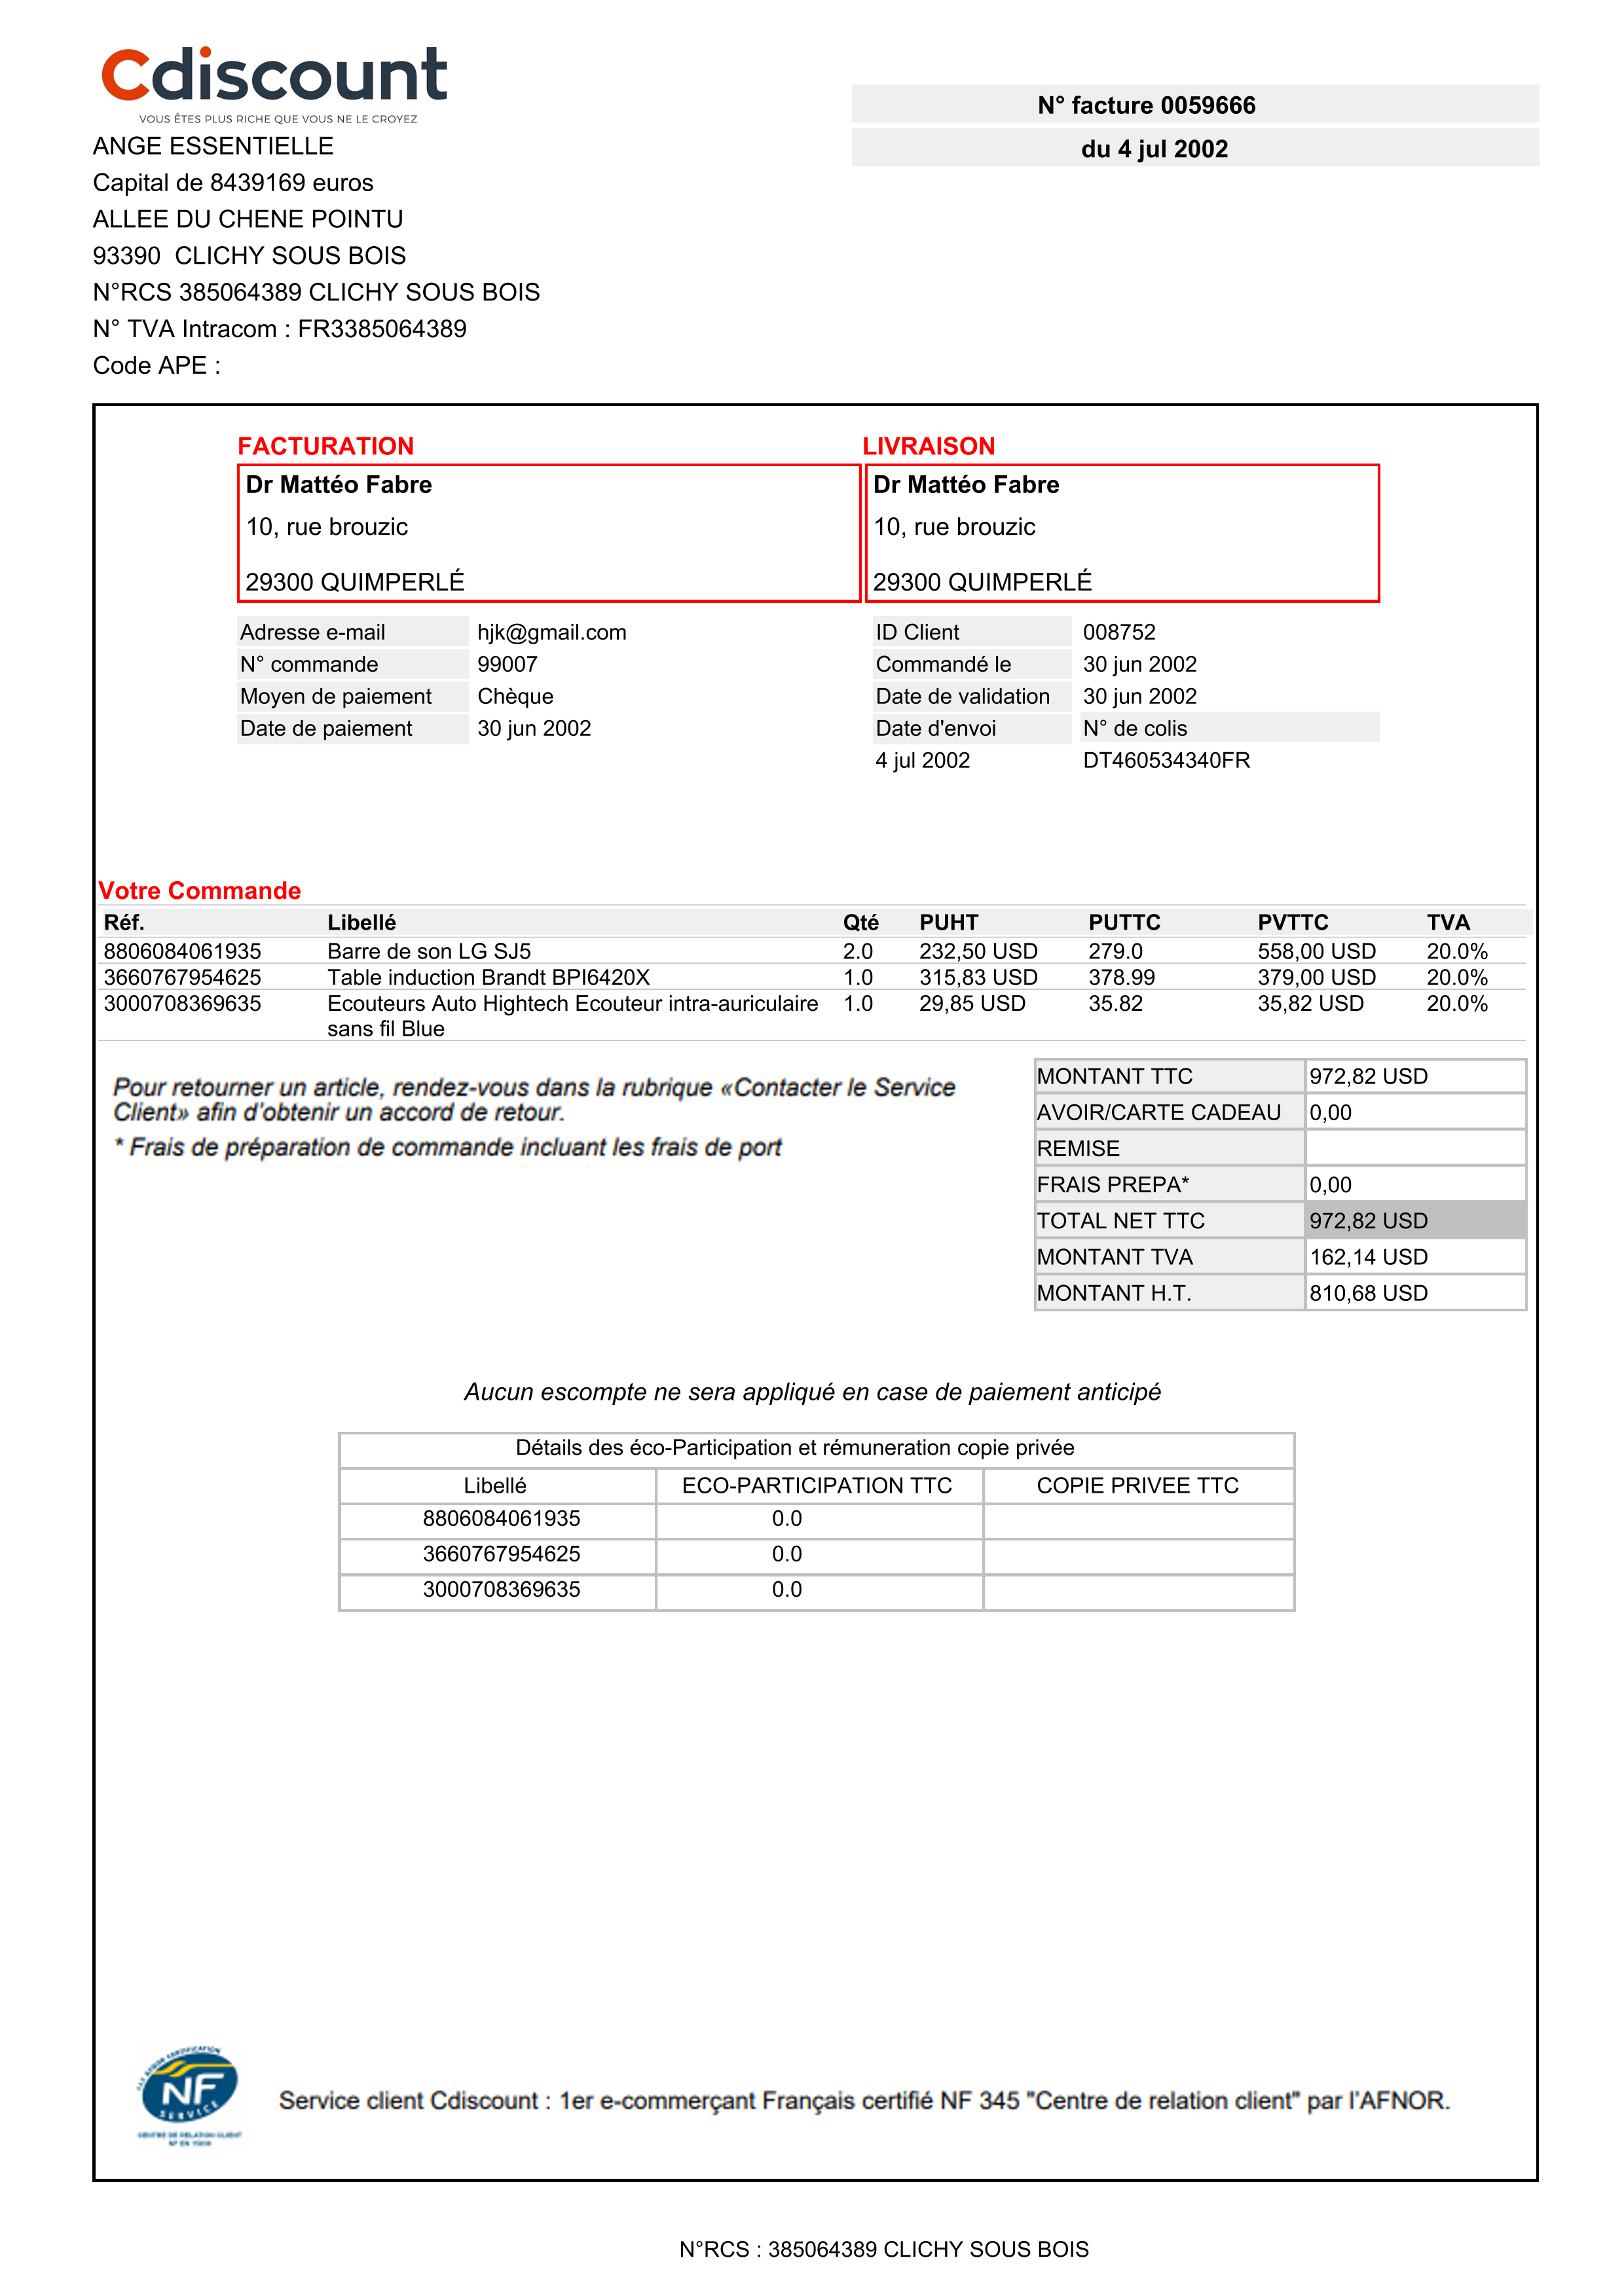 Cdiscount
VOUS ÊTES PLUS RICHE QUE VOUS NE LE CROYEZ
N° facture 0059666
du 4 jul 2002
ANGE ESSENTIELLE
Capital de 8439169 euros
ALLEE DU CHENE POINTU
93390  CLICHY SOUS BOIS
N°RCS 385064389 CLICHY SOUS BOIS
N° TVA Intracom : FR3385064389
Code APE :
FACTURATION
Dr Mattéo Fabre
10, rue brouzic
29300 QUIMPERLÉ
LIVRAISON
Dr Mattéo Fabre
10, rue brouzic
29300 QUIMPERLÉ
Adresse e-mail hjk@gmail.com
N° commande 99007
Moyen de paiement Chèque
Date de paiement 30 jun 2002
ID Client 008752
Commandé le 30 jun 2002
Date de validation 30 jun 2002
Date d'envoi N° de colis
4 jul 2002 DT460534340FR
Votre Commande
Réf. Libellé Qté PUHT PUTTC PVTTC TVA
8806084061935 Barre de son LG SJ5 2.0 232,50 USD 279.0 558,00 USD 20.0%
3660767954625 Table induction Brandt BPI6420X 1.0 315,83 USD 378.99 379,00 USD 20.0%
3000708369635 Ecouteurs Auto Hightech Ecouteur intra-auriculaire 1.0 29,85 USD 35.82 35,82 USD 20.0%
sans fil Blue
Pour retourner un article, rendez-vous dans la rubrique «Contacter le Service
Client» afin d'obtenir un accord de retour.
* Frais de préparation de commande incluant les frais de port
MONTANT TTC 972,82 USD
AVOIR/CARTE CADEAU 0,00
REMISE
FRAIS PREPA* 0,00
TOTAL NET TTC 972,82 USD
MONTANT TVA 162,14 USD
MONTANT H.T. 810,68 USD
Aucun escompte ne sera appliqué en case de paiement anticipé
Détails des éco-Participation et rémuneration copie privée
Libellé ECO-PARTICIPATION TTC COPIE PRIVEE TTC
8806084061935 0.0
3660767954625 0.0
3000708369635 0.0
NF
SERVICE
CENTRE DE RELATION CLIENT
Service client Cdiscount : 1er e-commerçant Français certifié NF 345 "Centre de relation client" par l'AFNOR.
N°RCS : 385064389 CLICHY SOUS BOIS